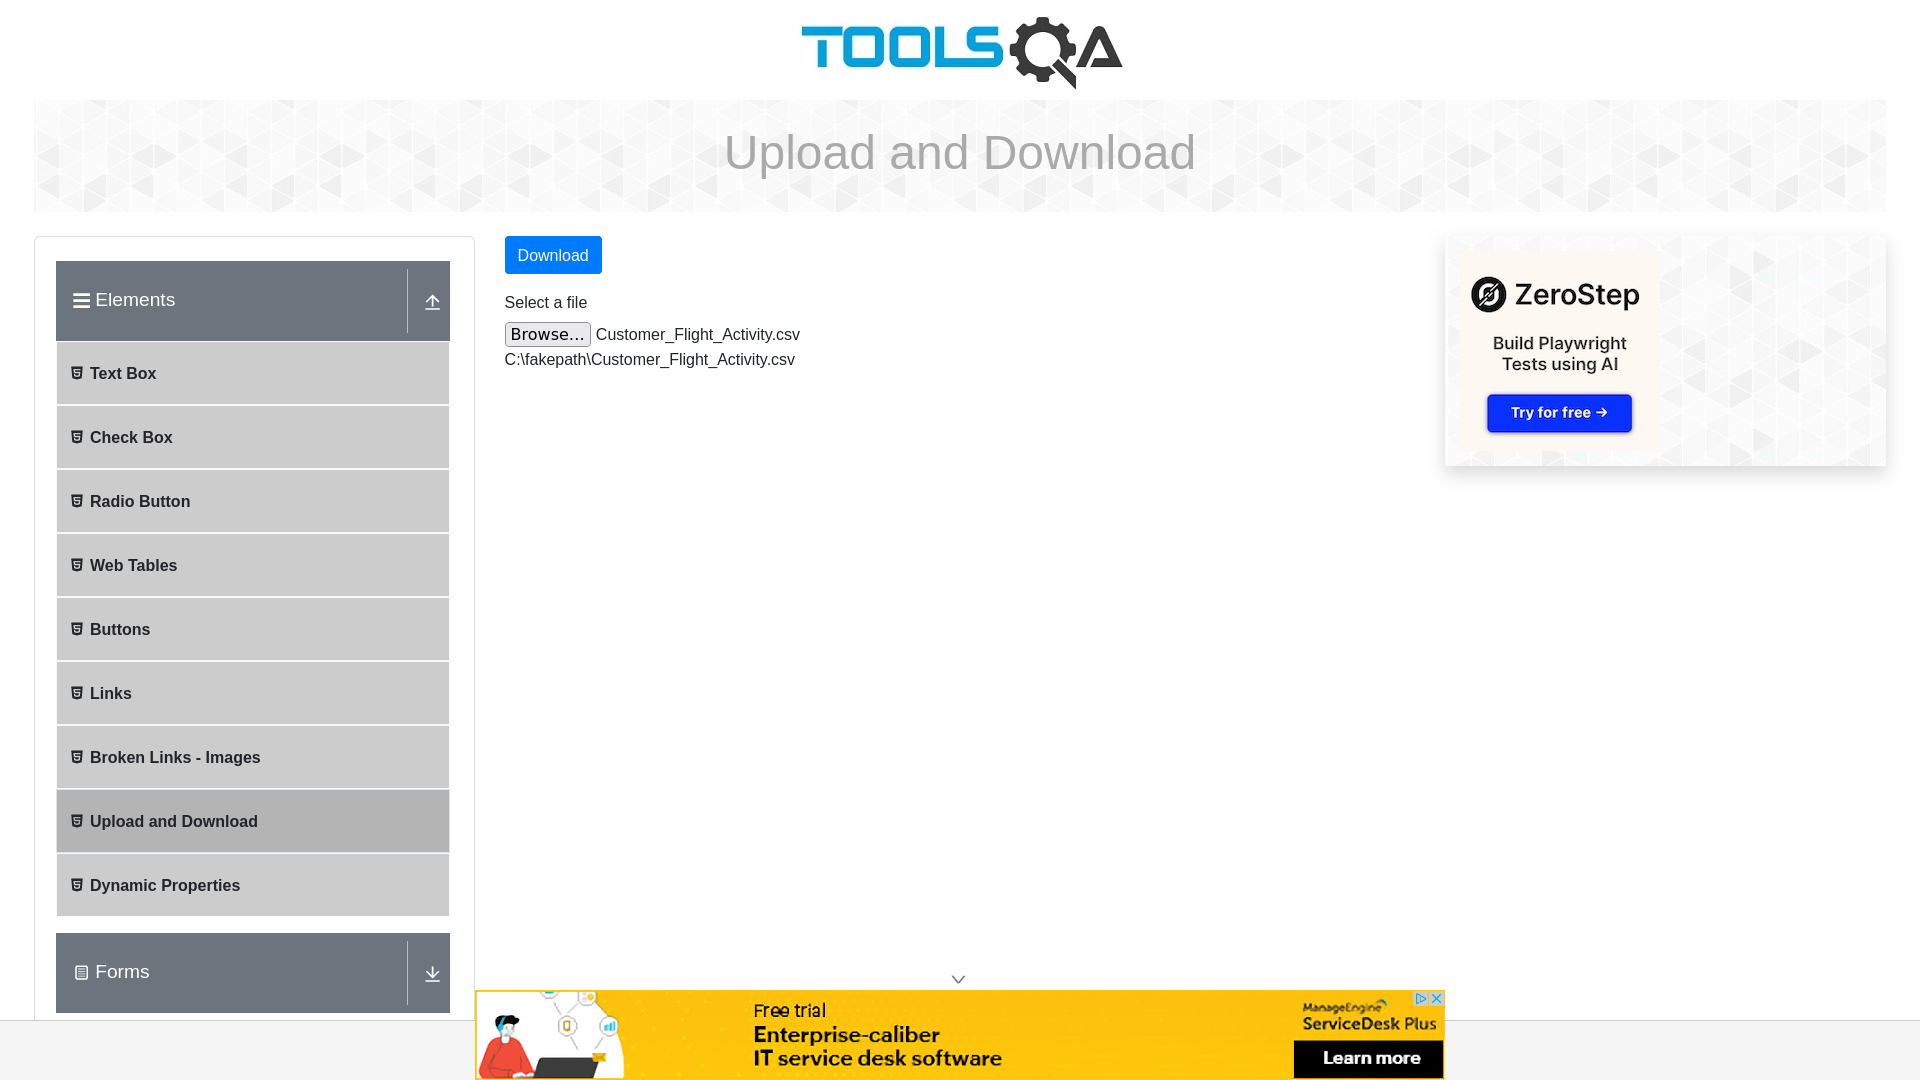 TOOLSQA
Upload and Download
Elements
Text Box
Check Box
Radio Button
Web Tables
Buttons
Links
Broken Links - Images
Upload and Download
Dynamic Properties
Forms
Download
Select a file
Browse... Customer_Flight_Activity.csv
C:\fakepath\Customer_Flight_Activity.csv
ZeroStep
Build Playwright
Tests using AI
Try for free →
Free trial
Enterprise-caliber
IT service desk software
ManageEngine
ServiceDesk Plus
Learn more